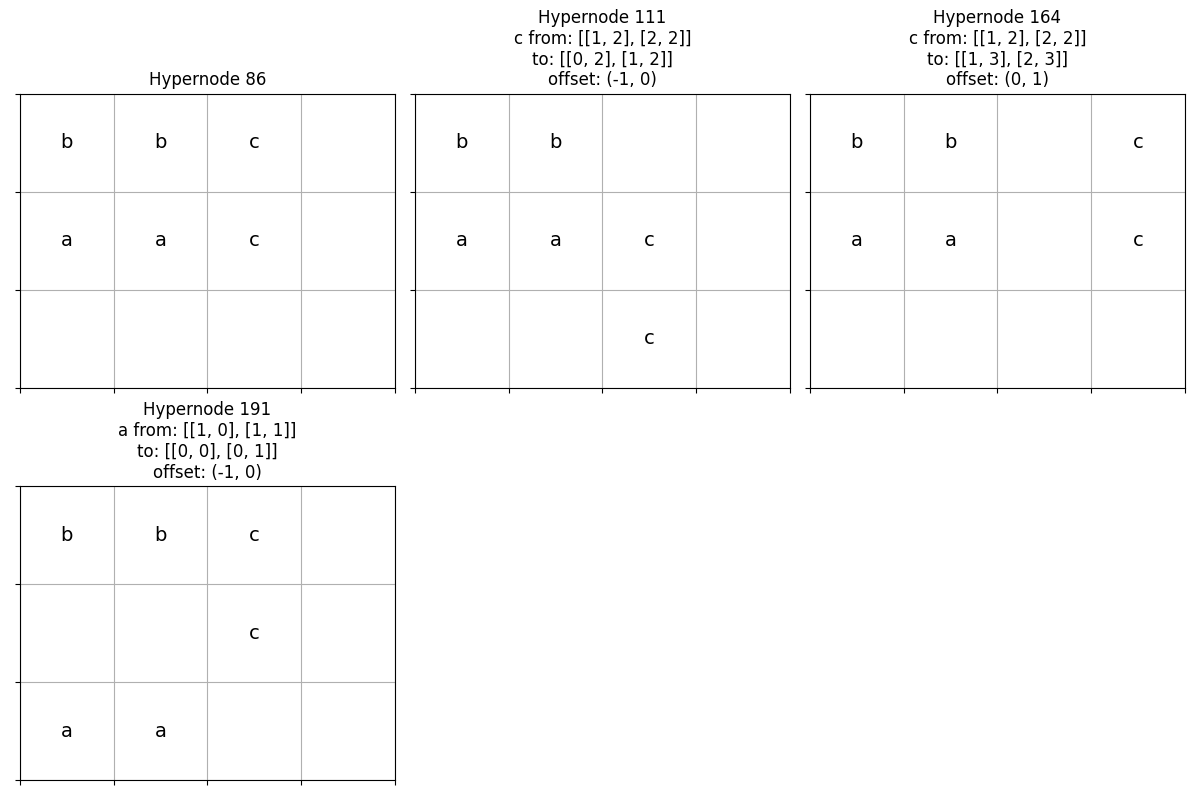 Hypernode 86
b b c
a a c
Hypernode 111
c from: [[1, 2], [2, 2]]
to: [[0, 2], [1, 2]]
offset: (-1, 0)
b b
a a c
c
Hypernode 164
c from: [[1, 2], [2, 2]]
to: [[1, 3], [2, 3]]
offset: (0, 1)
b b c
a a c
Hypernode 191
a from: [[1, 0], [1, 1]]
to: [[0, 0], [0, 1]]
offset: (-1, 0)
b b c
c
a a